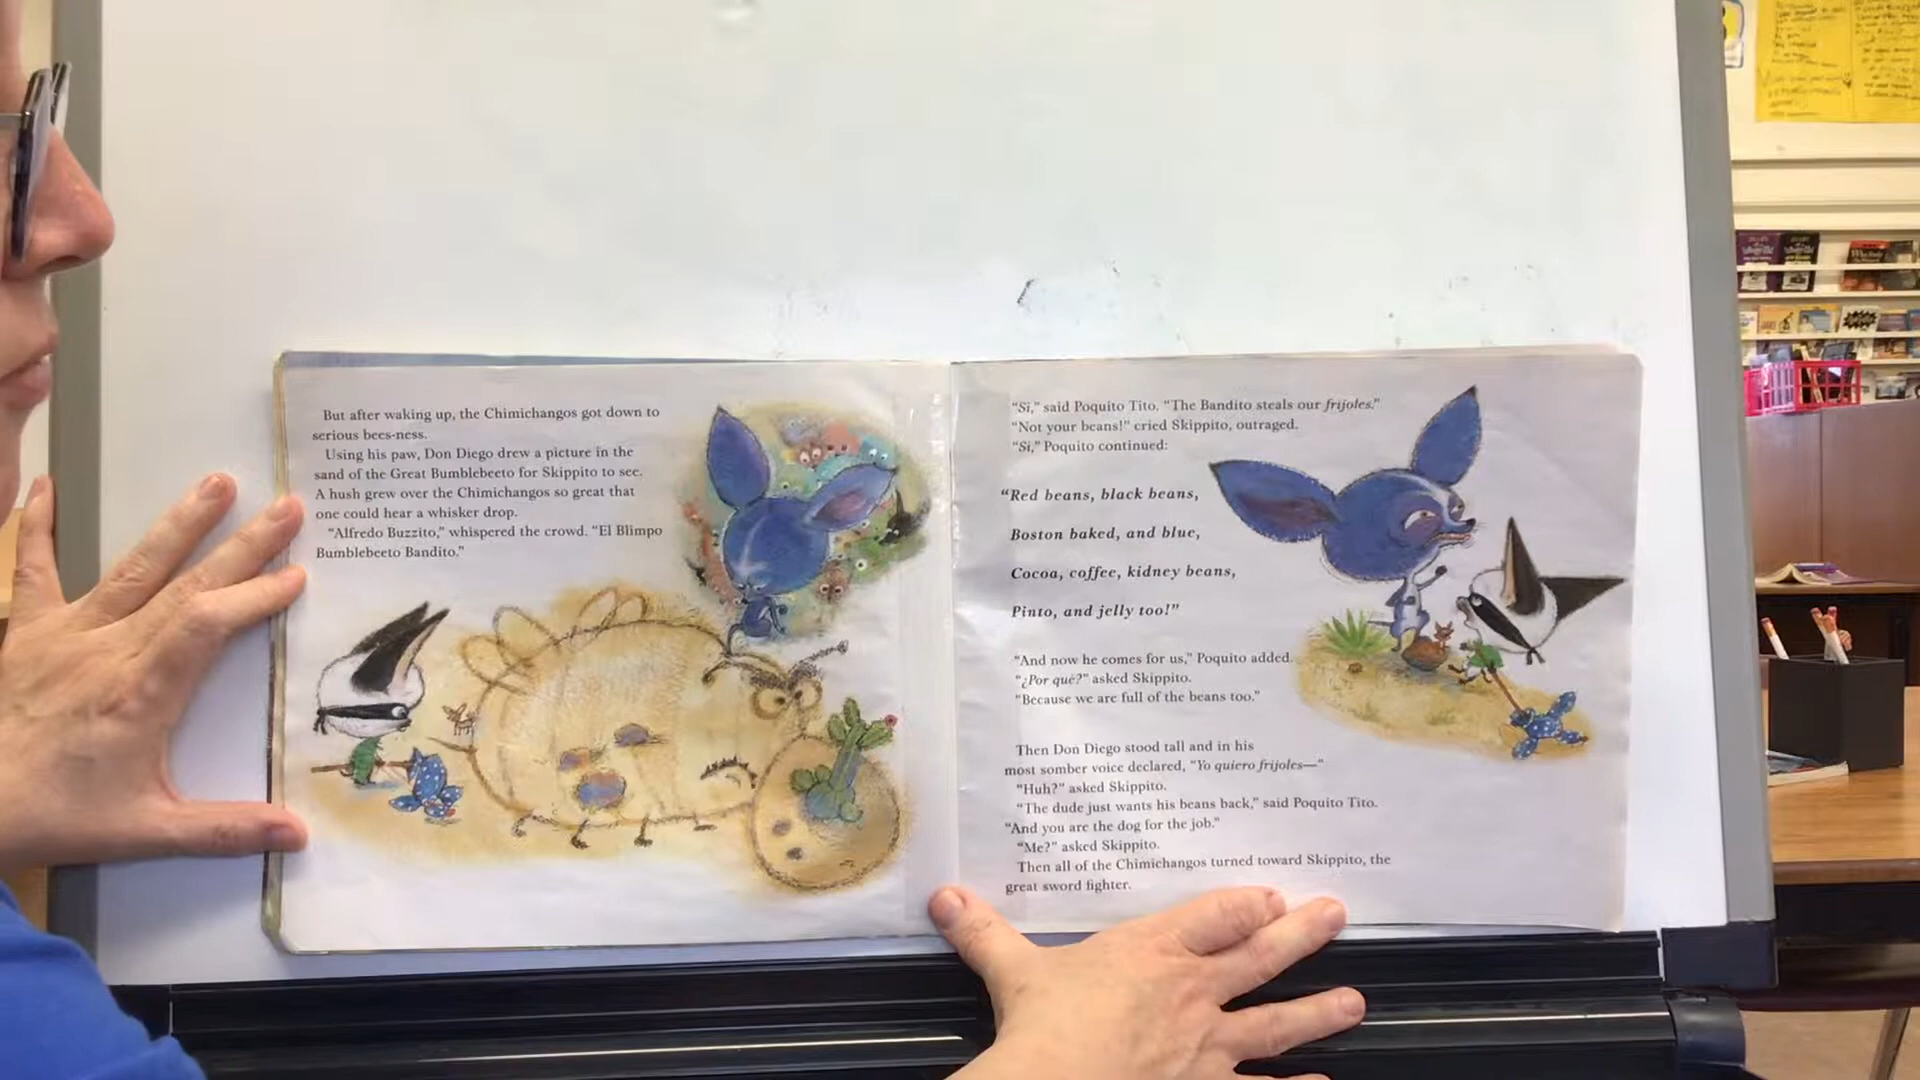 But after waking up, the Chimichangos got down to
serious bees-ness.
Using his paw, Don Diego drew a picture in the
sand of the Great Bumblebeeto for Skippito to see.
A hush grew over the Chimichangos so great that
one could hear a whisker drop.
“Alfredo Buzzito,” whispered the crowd. “El Blimpo
Bumblebeeto Bandito.”
“Sí,” said Poquito Tito. “The Bandito steals our frijoles.”
“Not your beans!” cried Skippito, outraged.
“Sí,” Poquito continued:
“Red beans, black beans,
Boston baked, and blue,
Cocoa, coffee, kidney beans,
Pinto, and jelly too!”
“And now he comes for us,” Poquito added.
“¿Por qué?” asked Skippito.
“Because we are full of the beans too.”
Then Don Diego stood tall and in his
most somber voice declared, “Yo quiero frijoles—”
“Huh?” asked Skippito.
“The dude just wants his beans back,” said Poquito Tito.
“And you are the dog for the job.”
“Me?” asked Skippito.
Then all of the Chimichangos turned toward Skippito, the
great sword fighter.